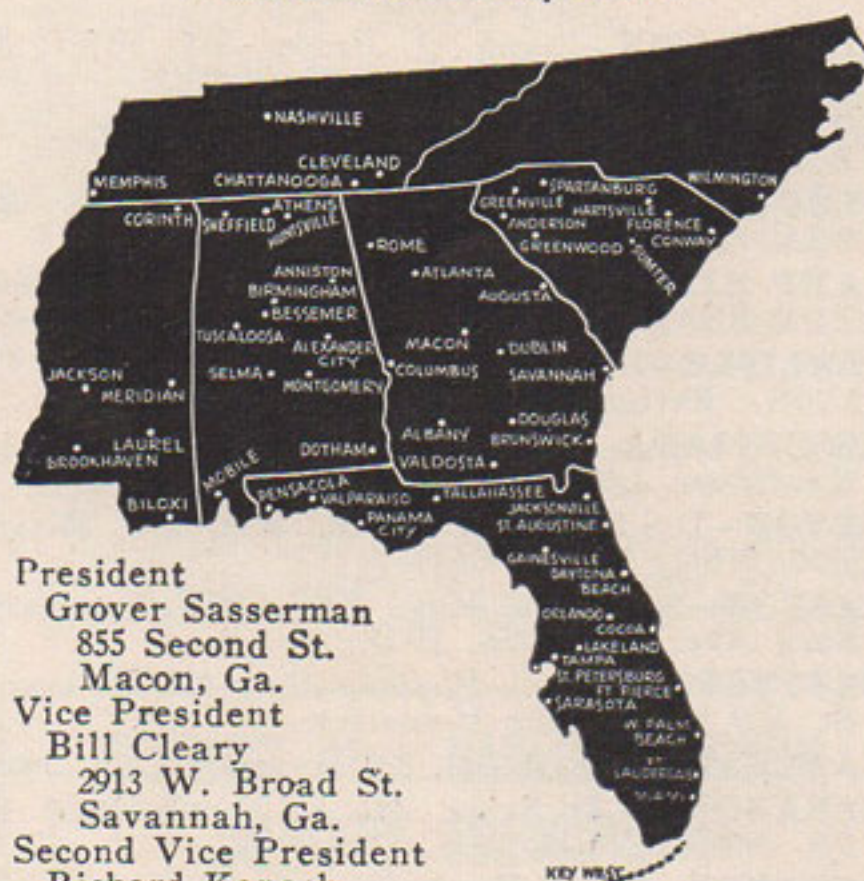 NASHVILLE
CLEVELAND
MEMPHIS
CHATTANOOGA
SPARTANBURG
WILMINGTON
GREENVILLE
HARTSVILLE
CORINTH
SHEFFIELD
ATHENS
HUNTSVILLE
ANDERSON
FLORENCE
CONWAY
GREENWOOD
SUMTER
ROME
ATLANTA
ANNISTON
BIRMINGHAM
AUGUSTA
BESSEMER
TUSCALOOSA
ALEXANDER
CITY
MACON
DUBLIN
JACKSON
MERIDIAN
SELMA
MONTGOMERY
COLUMBUS
SAVANNAH
LAUREL
BROOKHAVEN
ALBANY
DOUGLAS
BRUNSWICK
DOTHAM
VALDOSTA
MOBILE
BILOXI
PENSACOLA
VALPARAISO
TALLAHASSEE
PANAMA
CITY
JACKSONVILLE
ST. AUGUSTINE
GAINESVILLE
DAYTONA
BEACH
ORLANDO
COCOA
LAKELAND
TAMPA
ST. PETERSBURG
FT. PIERCE
SARASOTA
W. PALM
BEACH
LAUDERDALE
MIAMI
KEY WEST
President
Grover Sasserman
855 Second St.
Macon, Ga.
Vice President
Bill Cleary
2913 W. Broad St.
Savannah, Ga.
Second Vice President
Richard